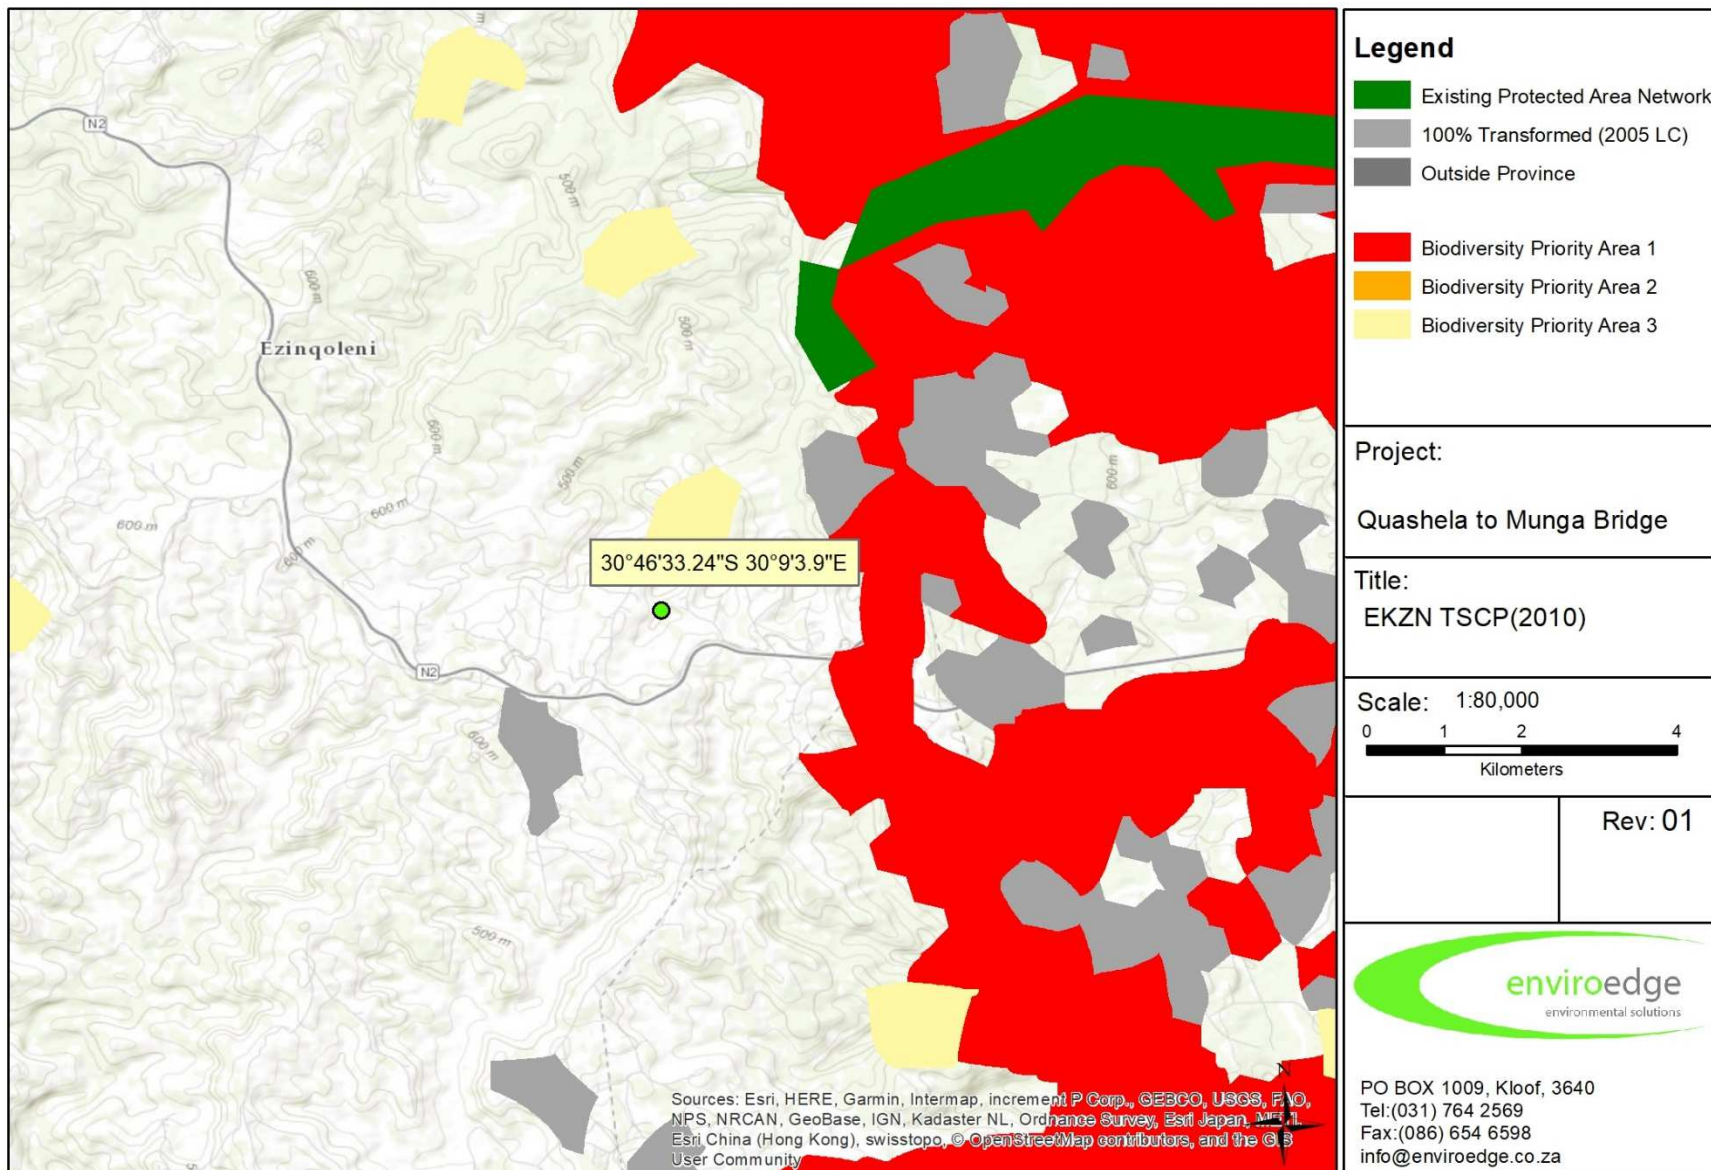 N2
500 m
600 m
Ezinqoleni
500 m
600 m
500 m
600 m
600 m
600 m
600 m
30°46'33.24"S 30°9'3.9"E
N2
600 m
500 m
Sources: Esri, HERE, Garmin, Intermap, increment P Corp., GEBCO, USGS, FAO,
NPS, NRCAN, GeoBase, IGN, Kadaster NL, Ordnance Survey, Esri Japan, METI,
Esri China (Hong Kong), swisstopo, © OpenStreetMap contributors, and the GIS
User Community
N
Legend
Existing Protected Area Network
100% Transformed (2005 LC)
Outside Province
Biodiversity Priority Area 1
Biodiversity Priority Area 2
Biodiversity Priority Area 3
Project:
Quashela to Munga Bridge
Title:
EKZN TSCP(2010)
Scale: 1:80,000
0 1 2 4
Kilometers
Rev: 01
enviroedge
environmental solutions
PO BOX 1009, Kloof, 3640
Tel:(031) 764 2569
Fax:(086) 654 6598
info@enviroedge.co.za